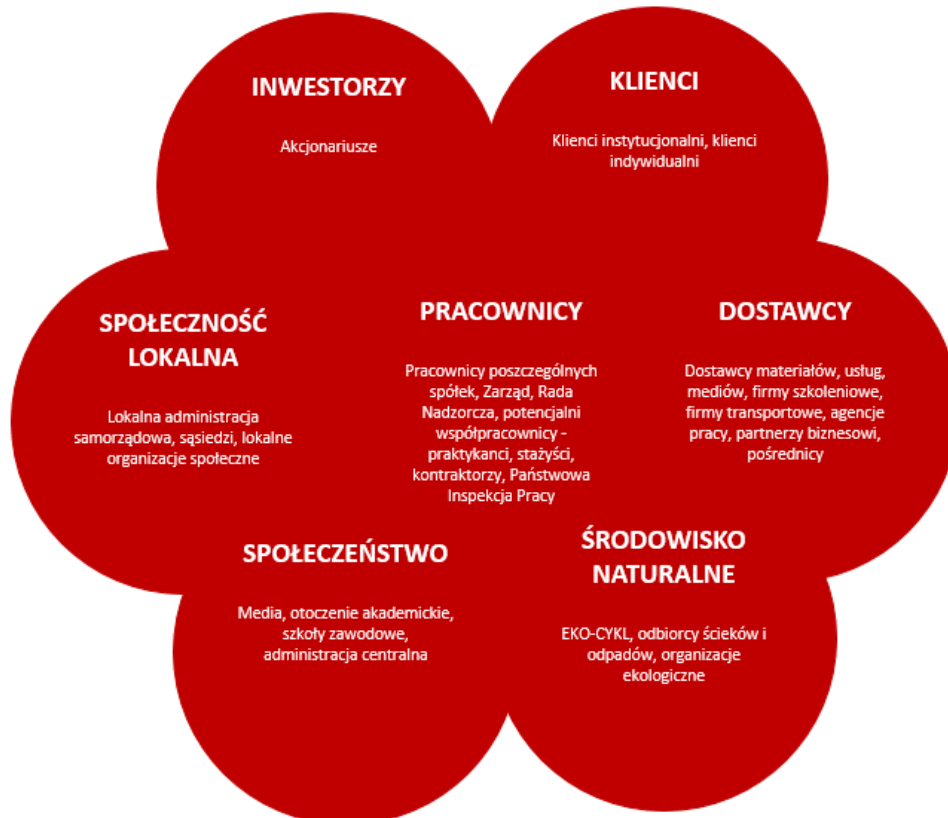 INWESTORZY
Akcjonariusze
KLIENCI
Klienci instytucjonalni, klienci
indywidualni
SPOŁECZNOŚĆ
LOKALNA
Lokalna administracja
samorządowa, sąsiedzi, lokalne
organizacje społeczne
PRACOWNICY
Pracownicy poszczególnych
spółek, Zarząd, Rada
Nadzorcza, potencjalni
współpracownicy -
praktykanci, stażyści,
kontraktorzy, Państwowa
Inspekcja Pracy
DOSTAWCY
Dostawcy materiałów, usług,
mediów, firmy szkoleniowe,
firmy transportowe, agencje
pracy, partnerzy biznesowi,
pośrednicy
SPOŁECZEŃSTWO
Media, otoczenie akademickie,
szkoły zawodowe,
administracja centralna
ŚRODOWISKO
NATURALNE
EKO-CYKL, odbiorcy ścieków i
odpadów, organizacje
ekologiczne